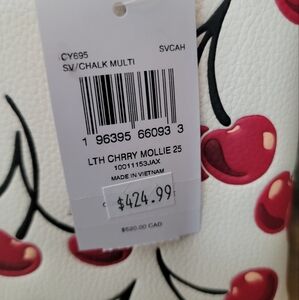 CY695 SVCAH
SV/CHALK MULTI
1 96395 66093 3
LTH CHRRY MOLLIE 25
10011153JAX
MADE IN VIETNAM
$424.99
$520.00 CAD